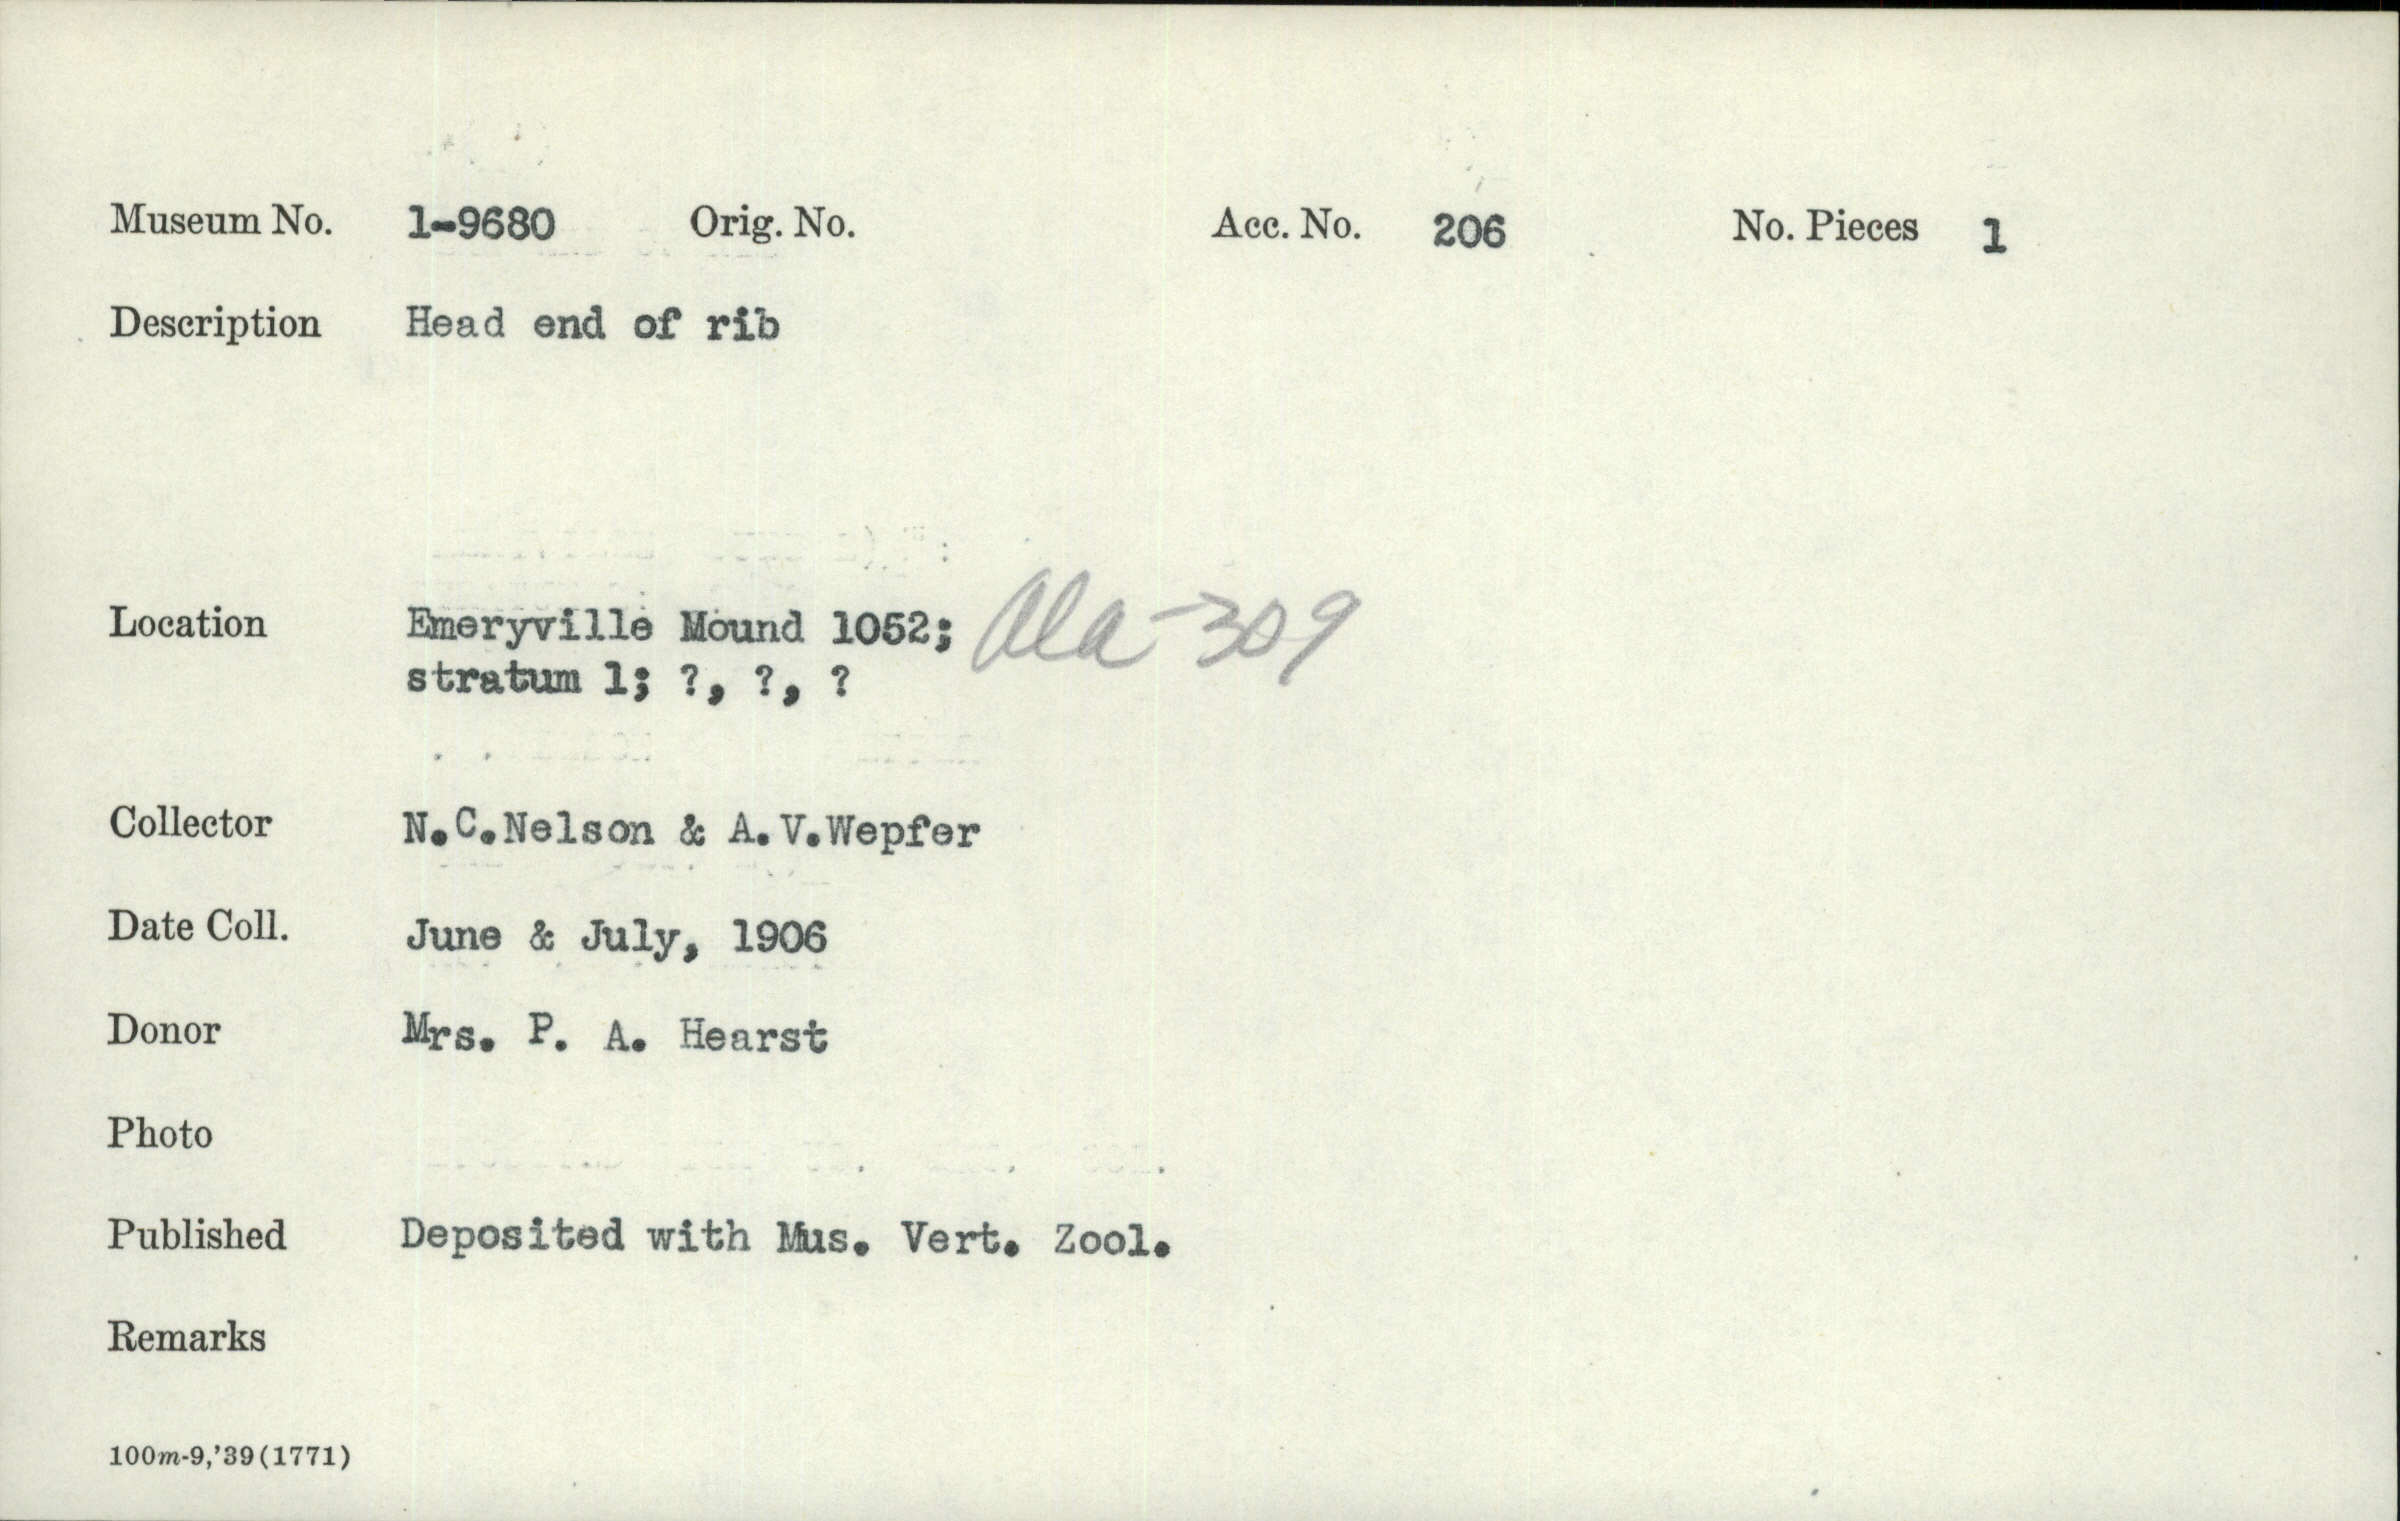 Museum No. 1-9680 Orig. No. Acc. No. 206 No. Pieces 1
Description Head end of rib
Location Emeryville Mound 1052; Ala-309
stratum 1; ?, ?, ?
Collector N.C.Nelson & A.V.Wepfer
Date Coll. June & July, 1906
Donor Mrs. P. A. Hearst
Photo
Published Deposited with Mus. Vert. Zool.
Remarks
100m-9,'39(1771)